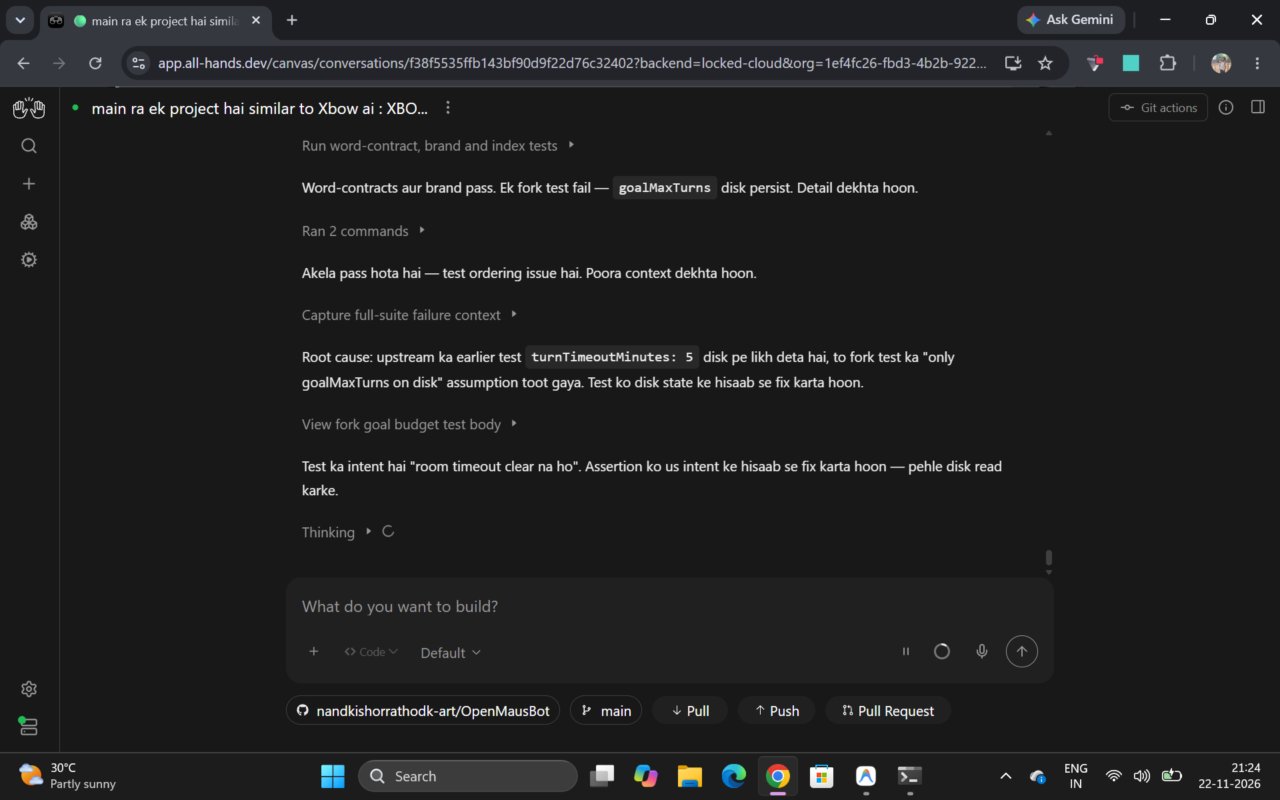 main ra ek project hai simila
Ask Gemini
app.all-hands.dev/canvas/conversations/f38f5535ffb143bf90d9f22d76c32402?backend=locked-cloud&org=1ef4fc26-fbd3-4b2b-922...
main ra ek project hai similar to Xbow ai : XBO...
Git actions
Run word-contract, brand and index tests
Word-contracts aur brand pass. Ek fork test fail — goalMaxTurns disk persist. Detail dekhta hoon.
Ran 2 commands
Akela pass hota hai — test ordering issue hai. Poora context dekhta hoon.
Capture full-suite failure context
Root cause: upstream ka earlier test turnTimeoutMinutes: 5 disk pe likh deta hai, to fork test ka "only
goalMaxTurns on disk" assumption toot gaya. Test ko disk state ke hisaab se fix karta hoon.
View fork goal budget test body
Test ka intent hai "room timeout clear na ho". Assertion ko us intent ke hisaab se fix karta hoon — pehle disk read
karke.
Thinking
What do you want to build?
<> Code
Default
nandkishorrathodk-art/OpenMausBot
main
Pull
Push
Pull Request
30°C
Partly sunny
Search
ENG
IN
21:24
22-11-2026